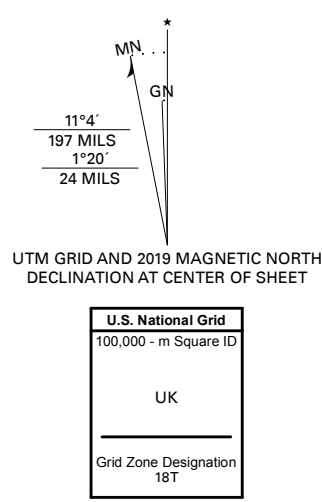 MN
GN
11°4´
197 MILS
1°20´
24 MILS
UTM GRID AND 2019 MAGNETIC NORTH
DECLINATION AT CENTER OF SHEET
U.S. National Grid
100,000 - m Square ID
UK
Grid Zone Designation
18T